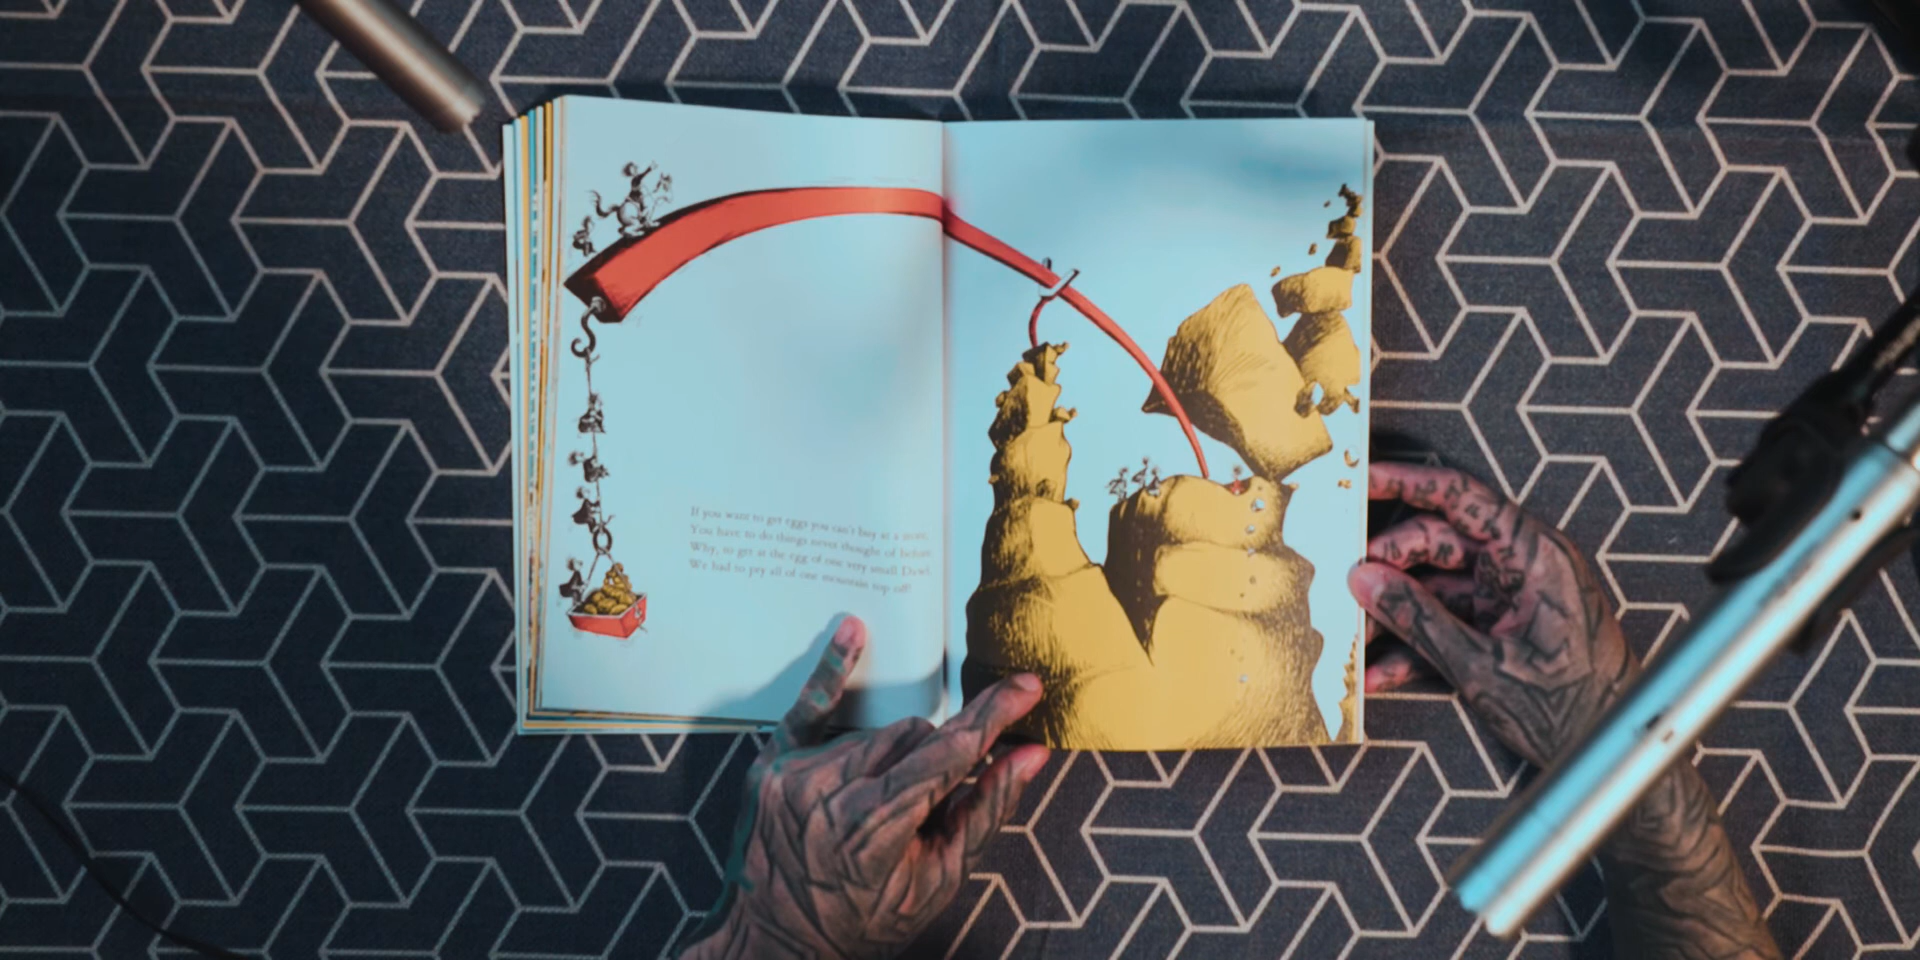 If you want to get eggs you can't buy at a store,
You have to do things never thought of before.
Why, to get at the egg of one very small Dawf,
We had to pry all of one mountain top off!